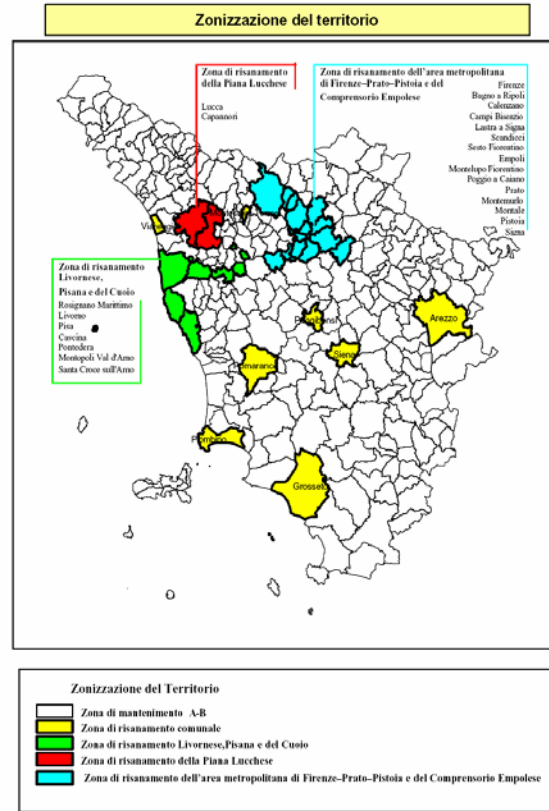 Zonizzazione del territorio
Zona di risanamento
della Piana Lucchese
Lucca
Capannori
Zona di risanamento dell'area metropolitana
di Firenze-Prato-Pistoia e del
Comprensorio Empolese
Firenze
Bagno a Ripoli
Calenzano
Campi Bisenzio
Lastra a Signa
Scandicci
Sesto Fiorentino
Empoli
Montelupo Fiorentino
Poggio a Caiano
Prato
Montemurlo
Montale
Pistoia
Signa
Zona di risanamento
Livornese,
Pisana e del Cuoio
Rosignano Marittimo
Livorno
Pisa
Cascina
Pontedera
Montopoli Val d'Arno
Santa Croce sull'Arno
Arezzo
Siena
Pomarance
Piombino
Grosseto
Zonizzazione del Territorio
Zona di mantenimento A-B
Zona di risanamento comunale
Zona di risanamento Livornese,Pisana e del Cuoio
Zona di risanamento della Piana Lucchese
Zona di risanamento dell'area metropolitana di Firenze-Prato-Pistoia e del Comprensorio Empolese